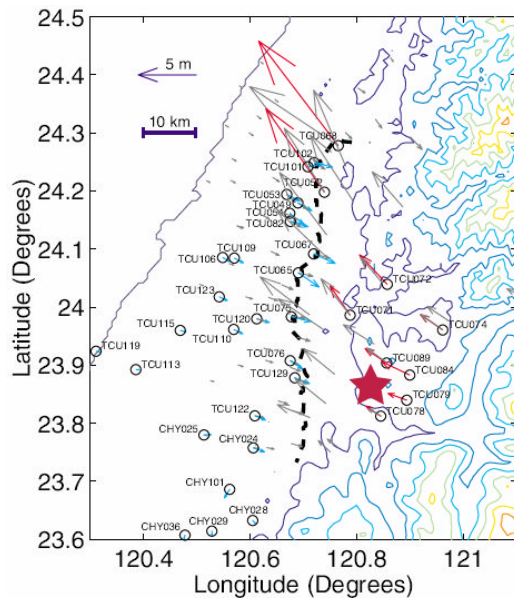 24.5
5 m
24.4
10 km
24.3
TCU068
TCU102
TCU101
TCU052
24.2
TCU053
TCU049
TCU082
24.1
TCU067
TCU109
TCU106
TCU065
TCU072
TCU123
24
TCU075
TCU071
TCU120
TCU115
TCU110
TCU074
TCU119
23.9
TCU113
TCU076
TCU129
TCU089
TCU084
TCU079
TCU078
23.8
TCU122
CHY025
CHY024
23.7
CHY101
CHY028
CHY029
CHY036
23.6
120.4
120.6
120.8
121
Longitude (Degrees)
Latitude (Degrees)